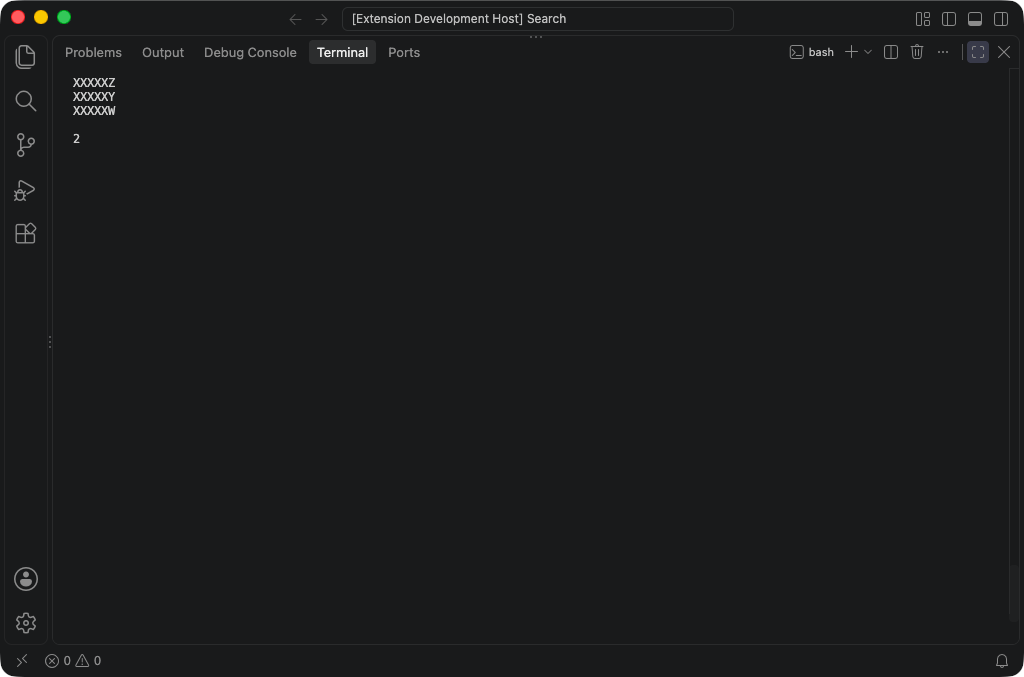 [Extension Development Host] Search
Problems Output Debug Console Terminal Ports bash
XXXXXZ
XXXXXY
XXXXXW
2
0 0